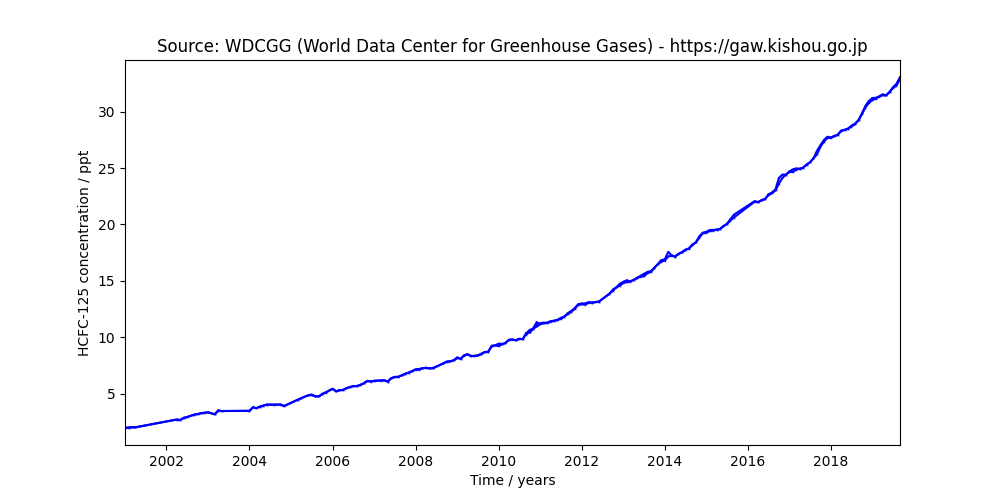 Source: WDCGG (World Data Center for Greenhouse Gases) - https://gaw.kishou.go.jp
HCFC-125 concentration / ppt
30
25
20
15
10
5
2002 2004 2006 2008 2010 2012 2014 2016 2018
Time / years